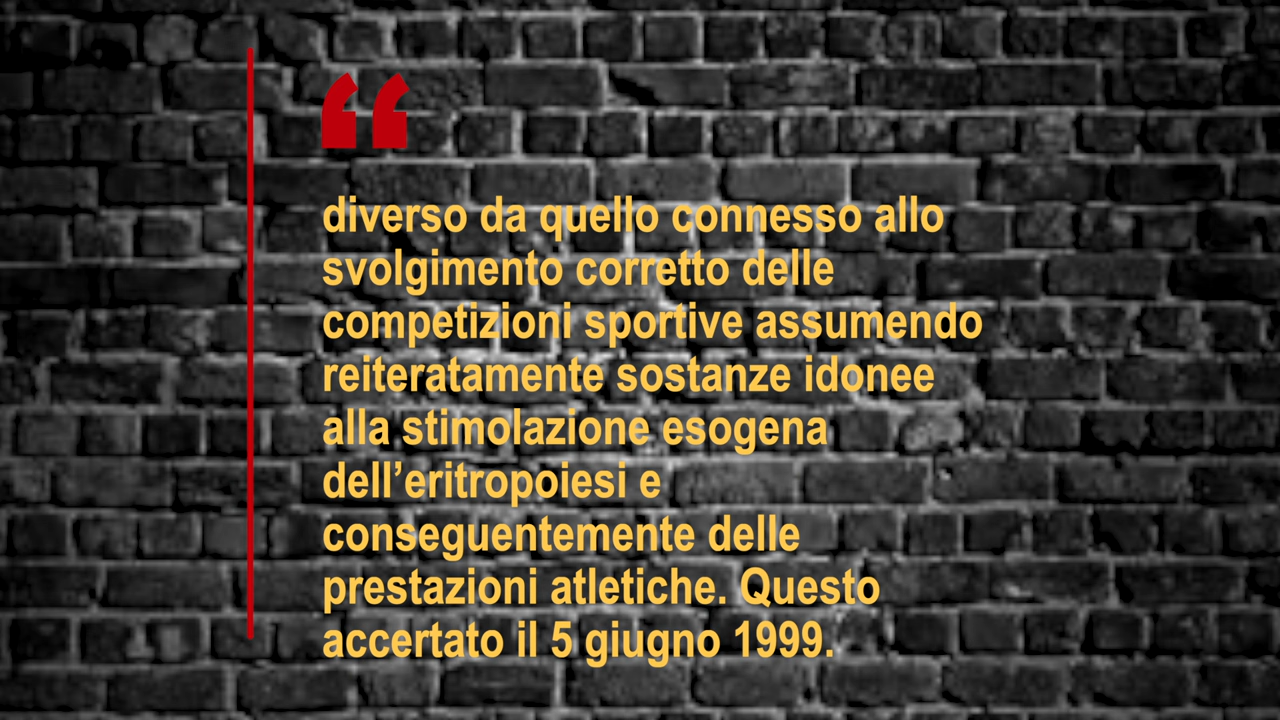 “
diverso da quello connesso allo
svolgimento corretto delle
competizioni sportive assumendo
reiteratamente sostanze idonee
alla stimolazione esogena
dell’eritropoiesi e
conseguentemente delle
prestazioni atletiche. Questo
accertato il 5 giugno 1999.